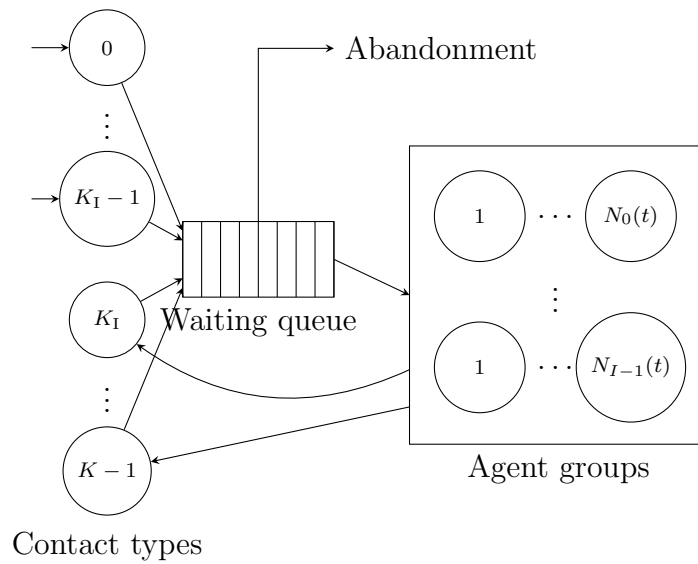 0
Abandonment
⋮
K_I − 1
1 ··· N_0(t)
⋮
K_I
Waiting queue
1 ··· N_{I−1}(t)
⋮
K − 1
Agent groups
Contact types